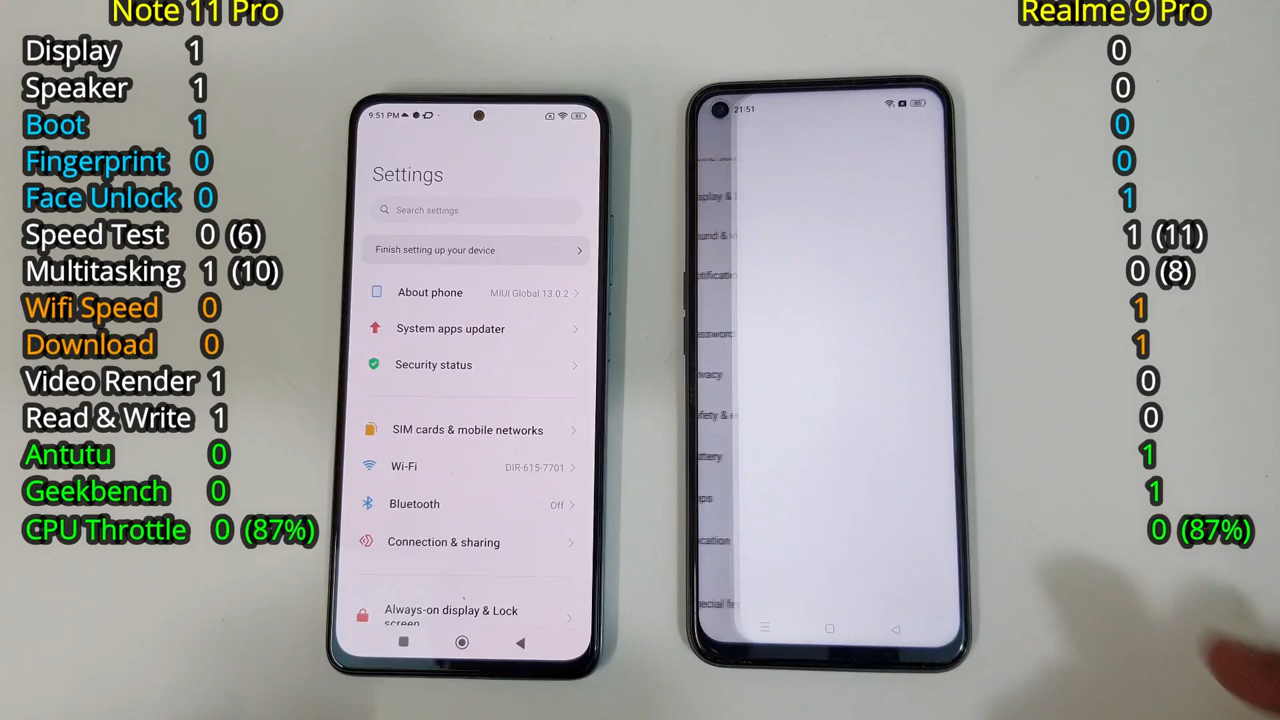 Note 11 Pro
Display 1
Speaker 1
Boot 1
Fingerprint 0
Face Unlock 0
Speed Test 0 (6)
Multitasking 1 (10)
Wifi Speed 0
Download 0
Video Render 1
Read & Write 1
Antutu 0
Geekbench 0
CPU Throttle 0 (87%)
9:51 PM
Settings
Search settings
Finish setting up your device
About phone MIUI Global 13.0.2
System apps updater
Security status
SIM cards & mobile networks
Wi-Fi DIR-615-7701
Bluetooth Off
Connection & sharing
Always-on display & Lock
screen
21:51
Realme 9 Pro
0
0
0
0
1
1 (11)
0 (8)
1
1
0
0
1
1
0 (87%)